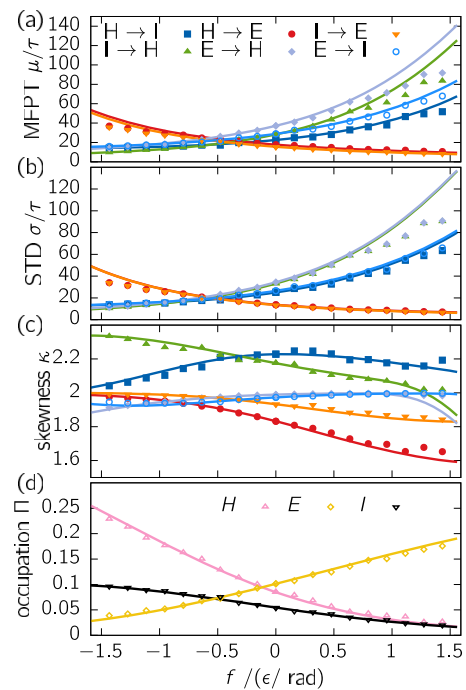 (a) H → I H → E I → E
I → H E → H E → I
MFPT μ/τ
140
120
100
80
60
40
20
(b)
STD σ/τ
120
100
80
60
40
20
0
(c)
skewness κ
2.2
2
1.8
1.6
(d) H E I
occupation Π
0.25
0.2
0.15
0.1
0.05
0
−1.5 −1 −0.5 0 0.5 1 1.5
f /(ϵ/ rad)